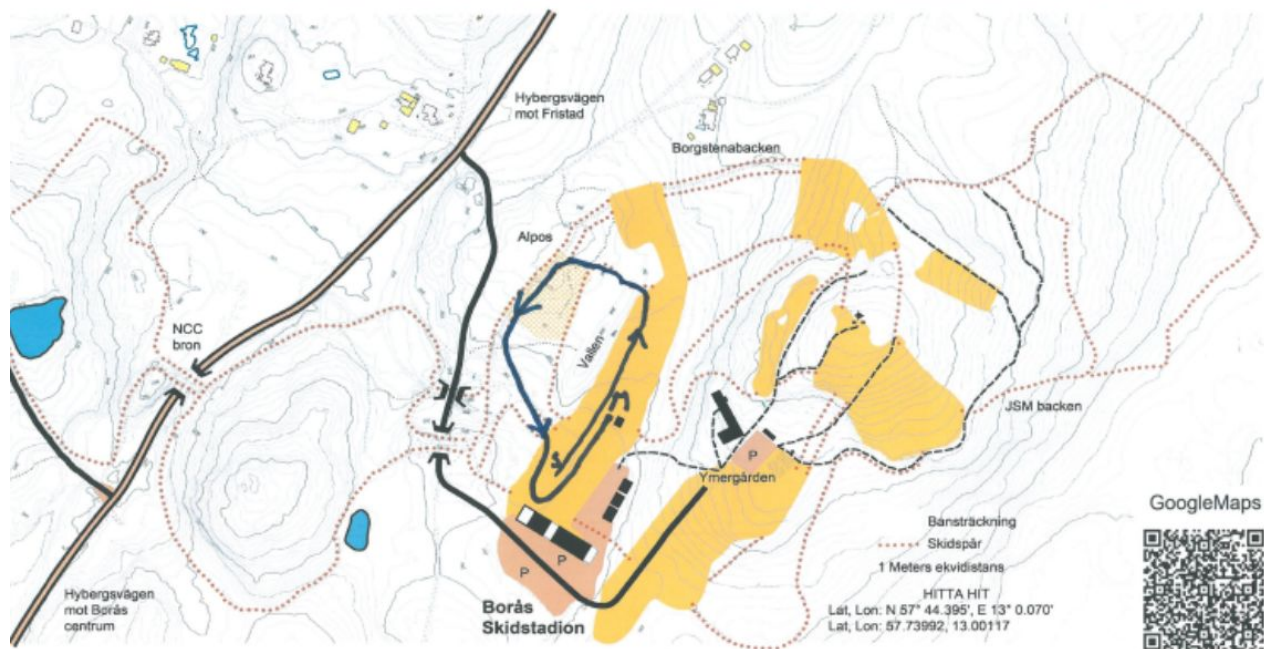 Hybergsvägen
mot Fristad
Borgstenabacken
Alpos
NCC
bron
Vallen
JSM backen
P
Ymergården
GoogleMaps
Bansträckning
Skidspår
1 Meters ekvidistans
P
P
HITTA HIT
Lat, Lon: N 57° 44.395', E 13° 0.070'
Lat, Lon: 57.73992, 13.00117
Hybergsvägen
mot Borås
centrum
Borås
Skidstadion